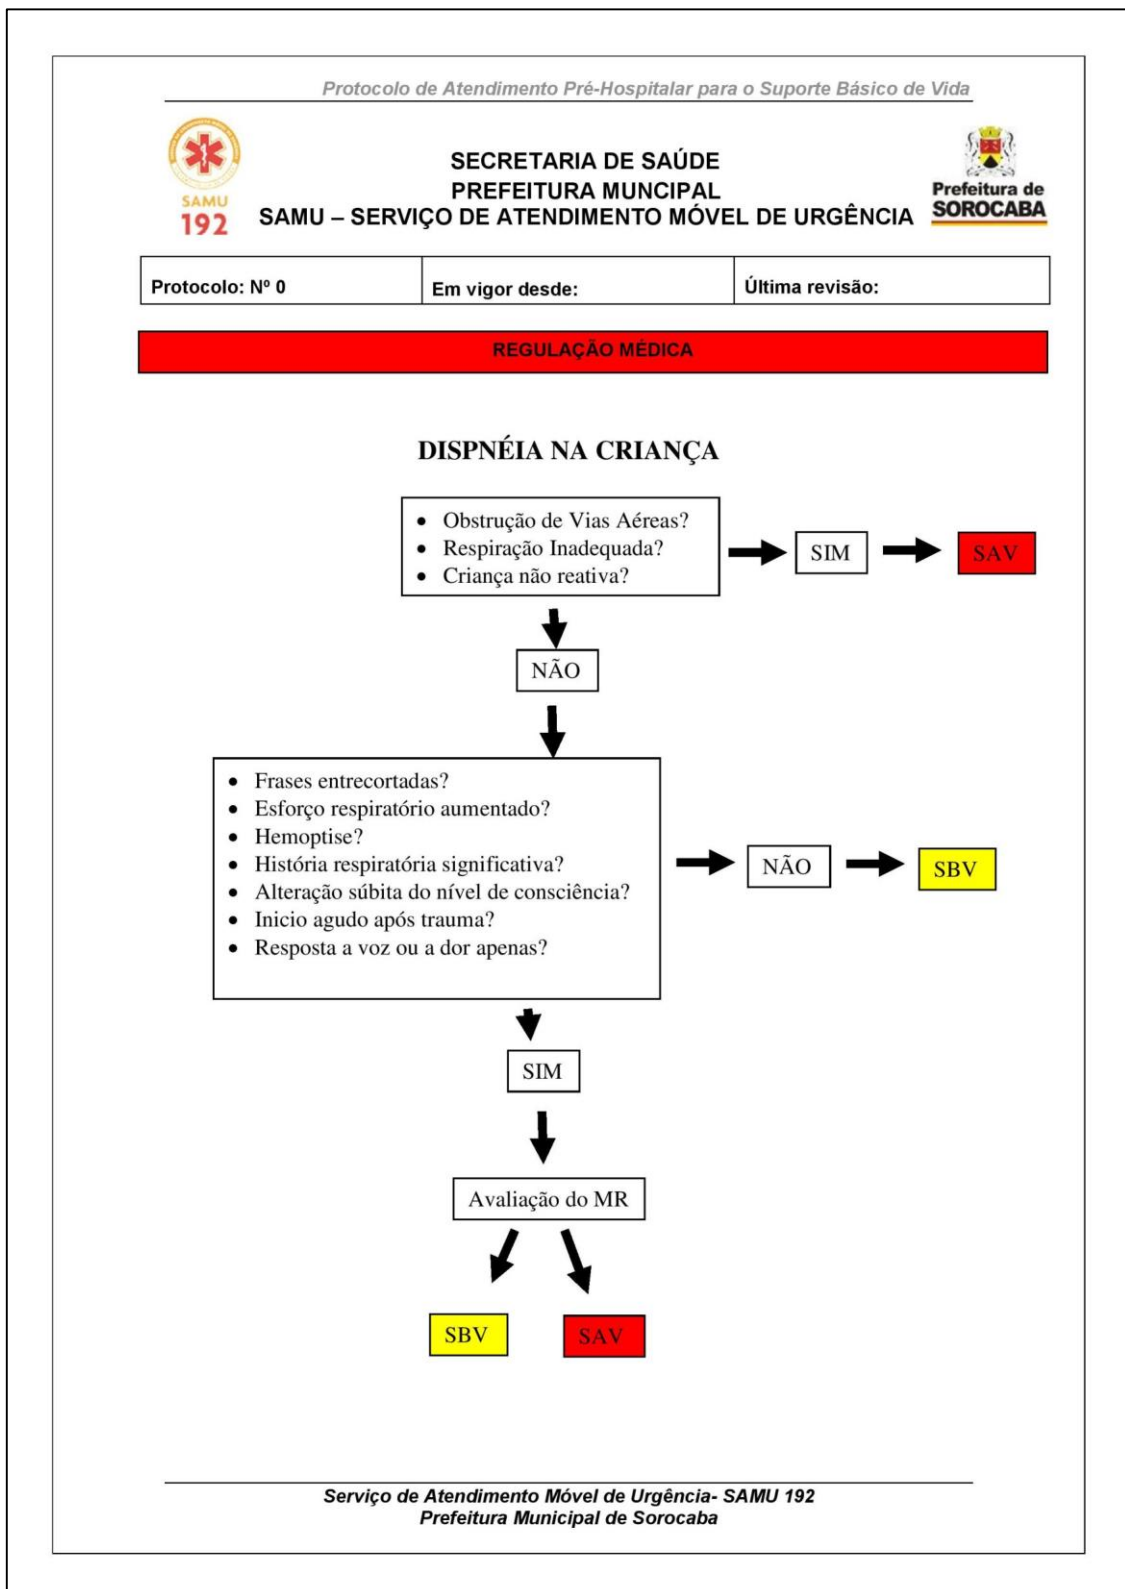 Protocolo de Atendimento Pré-Hospitalar para o Suporte Básico de Vida
SAMU
192
SECRETARIA DE SAÚDE
PREFEITURA MUNCIPAL
SAMU – SERVIÇO DE ATENDIMENTO MÓVEL DE URGÊNCIA
Prefeitura de
SOROCABA
Protocolo: Nº 0
Em vigor desde:
Última revisão:
REGULAÇÃO MÉDICA
DISPNÉIA NA CRIANÇA
• Obstrução de Vias Aéreas?
• Respiração Inadequada?
• Criança não reativa?
SIM
SAV
NÃO
• Frases entrecortadas?
• Esforço respiratório aumentado?
• Hemoptise?
• História respiratória significativa?
• Alteração súbita do nível de consciência?
• Inicio agudo após trauma?
• Resposta a voz ou a dor apenas?
NÃO
SBV
SIM
Avaliação do MR
SBV
SAV
Serviço de Atendimento Móvel de Urgência- SAMU 192
Prefeitura Municipal de Sorocaba